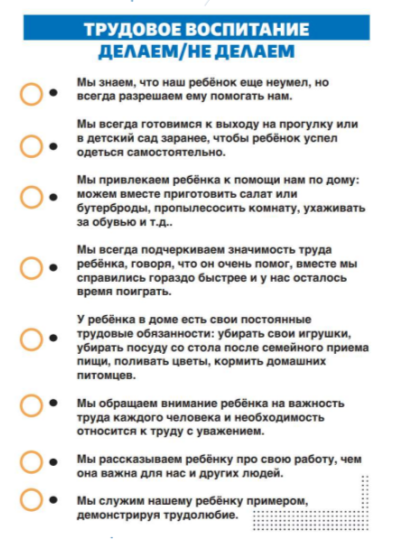 ТРУДОВОЕ ВОСПИТАНИЕ
ДЕЛАЕМ/НЕ ДЕЛАЕМ
Мы знаем, что наш ребёнок еще неумел, но
всегда разрешаем ему помогать нам.
Мы всегда готовимся к выходу на прогулку или
в детский сад заранее, чтобы ребёнок успел
одеться самостоятельно.
Мы привлекаем ребёнка к помощи нам по дому:
можем вместе приготовить салат или
бутерброды, пропылесосить комнату, ухаживать
за обувью и т.д..
Мы всегда подчеркиваем значимость труда
ребёнка, говоря, что он очень помог, вместе мы
справились гораздо быстрее и у нас осталось
время поиграть.
У ребёнка в доме есть свои постоянные
трудовые обязанности: убирать свои игрушки,
убирать посуду со стола после семейного приема
пищи, поливать цветы, кормить домашних
питомцев.
Мы обращаем внимание ребёнка на важность
труда каждого человека и необходимость
относится к труду с уважением.
Мы рассказываем ребёнку про свою работу, чем
она важна для нас и других людей.
Мы служим нашему ребёнку примером,
демонстрируя трудолюбие.